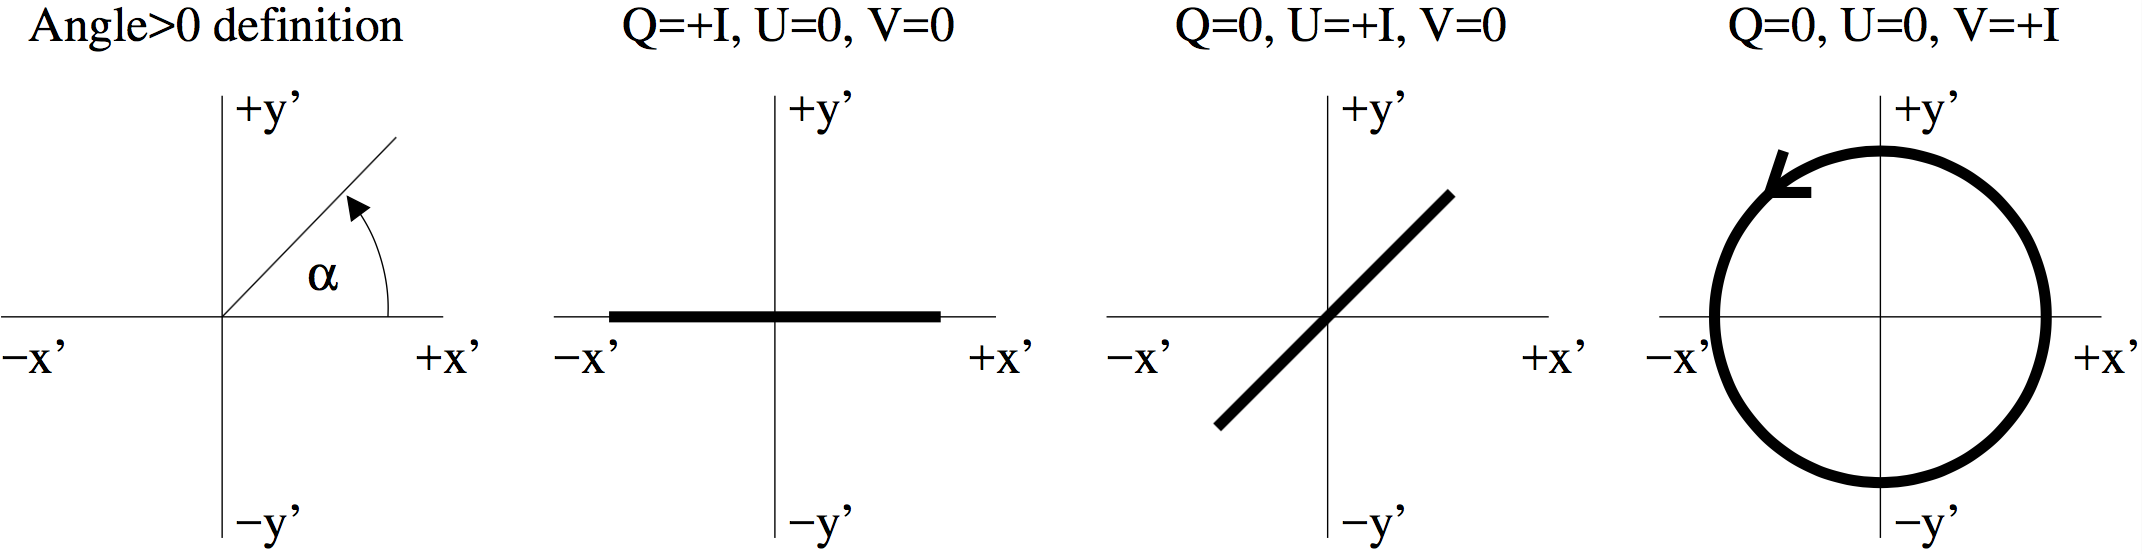 Angle>0 definition
Q=+I, U=0, V=0
Q=0, U=+I, V=0
Q=0, U=0, V=+I
+y’
+y’
+y’
+y’
α
−x’
+x’
−x’
+x’
−x’
+x’
−x’
+x’
−y’
−y’
−y’
−y’